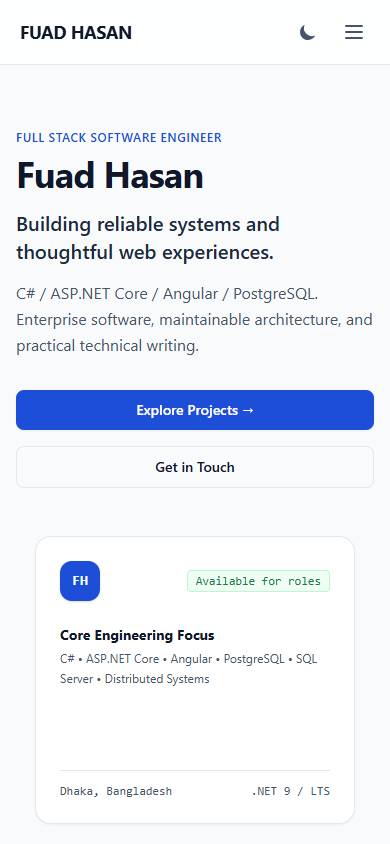 FUAD HASAN
FULL STACK SOFTWARE ENGINEER
Fuad Hasan
Building reliable systems and
thoughtful web experiences.
C# / ASP.NET Core / Angular / PostgreSQL.
Enterprise software, maintainable architecture, and
practical technical writing.
Explore Projects →
Get in Touch
FH
Available for roles
Core Engineering Focus
C# • ASP.NET Core • Angular • PostgreSQL • SQL
Server • Distributed Systems
Dhaka, Bangladesh
.NET 9 / LTS